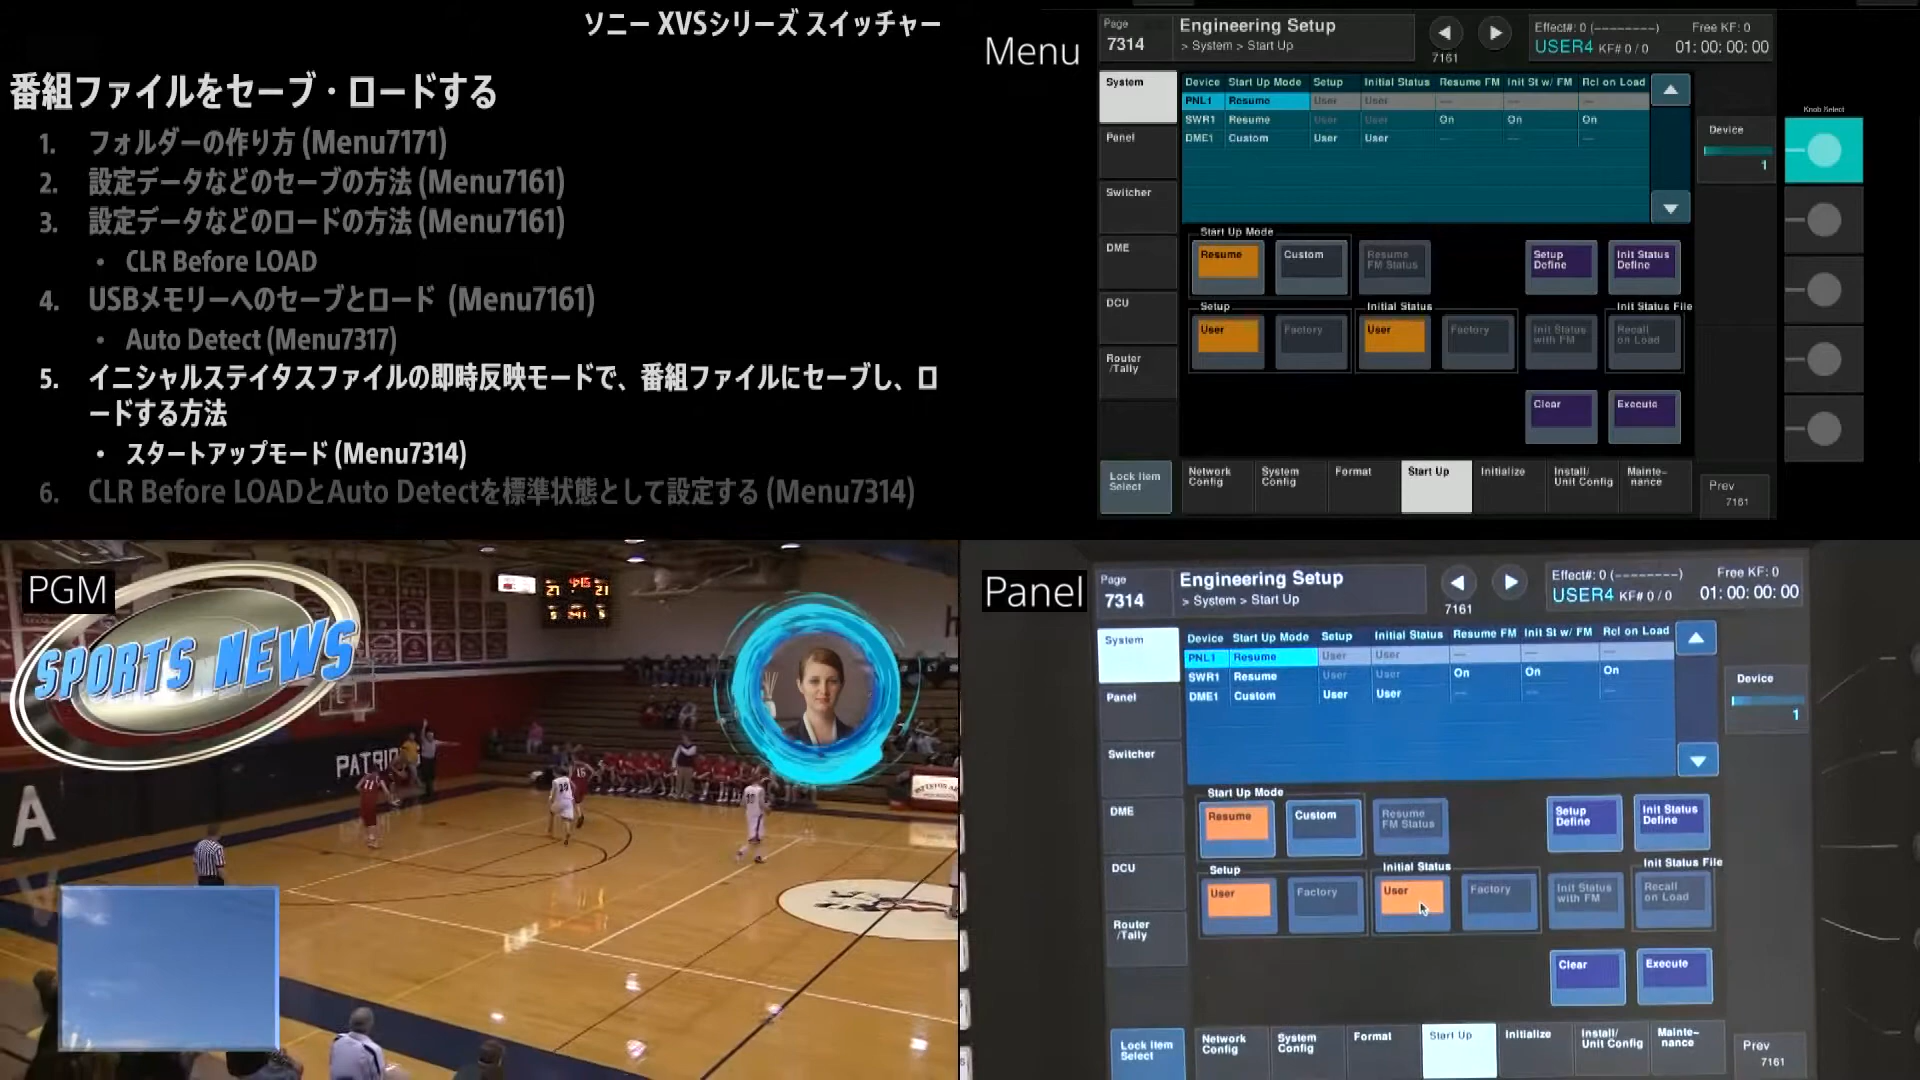 ソニー XVSシリーズ スイッチャー
番組ファイルをセーブ・ロードする
1. フォルダーの作り方 (Menu7171)
2. 設定データなどのセーブの方法 (Menu7161)
3. 設定データなどのロードの方法 (Menu7161)
• CLR Before LOAD
4. USBメモリーへのセーブとロード (Menu7161)
• Auto Detect (Menu7317)
5. イニシャルステイタスファイルの即時反映モードで、番組ファイルにセーブし、ロ
ードする方法
• スタートアップモード (Menu7314)
6. CLR Before LOADとAuto Detectを標準状態として設定する (Menu7314)
Menu
Page
7314
Engineering Setup
> System > Start Up
7161
Effect#: 0 (--------)
USER4 KF# 0 / 0
Free KF: 0
01: 00: 00: 00
System
Panel
Switcher
DME
DCU
Router
/Tally
Device Start Up Mode Setup Initial Status Resume FM Init St w/ FM Rcl on Load
PNL1 Resume User User --- --- ---
SWR1 Resume User User On On On
DME1 Custom User User --- --- ---
Device
1
Knob Select
Start Up Mode
Resume
Custom
Resume
FM Status
Setup
Define
Init Status
Define
Setup
Initial Status
Init Status File
User
Factory
User
Factory
Init Status
with FM
Recall
on Load
Clear
Execute
Lock Item
Select
Network
Config
System
Config
Format
Start Up
Initialize
Install/
Unit Config
Mainte-
nance
Prev
7161
PGM
SPORTS NEWS
27 4:15 21
PATRIO
A
11
20
15
10
Panel
Page
7314
Engineering Setup
> System > Start Up
7161
Effect#: 0 (--------)
USER4 KF# 0 / 0
Free KF: 0
01: 00: 00: 00
System
Panel
Switcher
DME
DCU
Router
/Tally
Device Start Up Mode Setup Initial Status Resume FM Init St w/ FM Rcl on Load
PNL1 Resume User User --- --- ---
SWR1 Resume User User On On On
DME1 Custom User User --- --- ---
Device
1
Start Up Mode
Resume
Custom
Resume
FM Status
Setup
Define
Init Status
Define
Setup
Initial Status
Init Status File
User
Factory
User
Factory
Init Status
with FM
Recall
on Load
Clear
Execute
Lock Item
Select
Network
Config
System
Config
Format
Start Up
Initialize
Install/
Unit Config
Mainte-
nance
Prev
7161